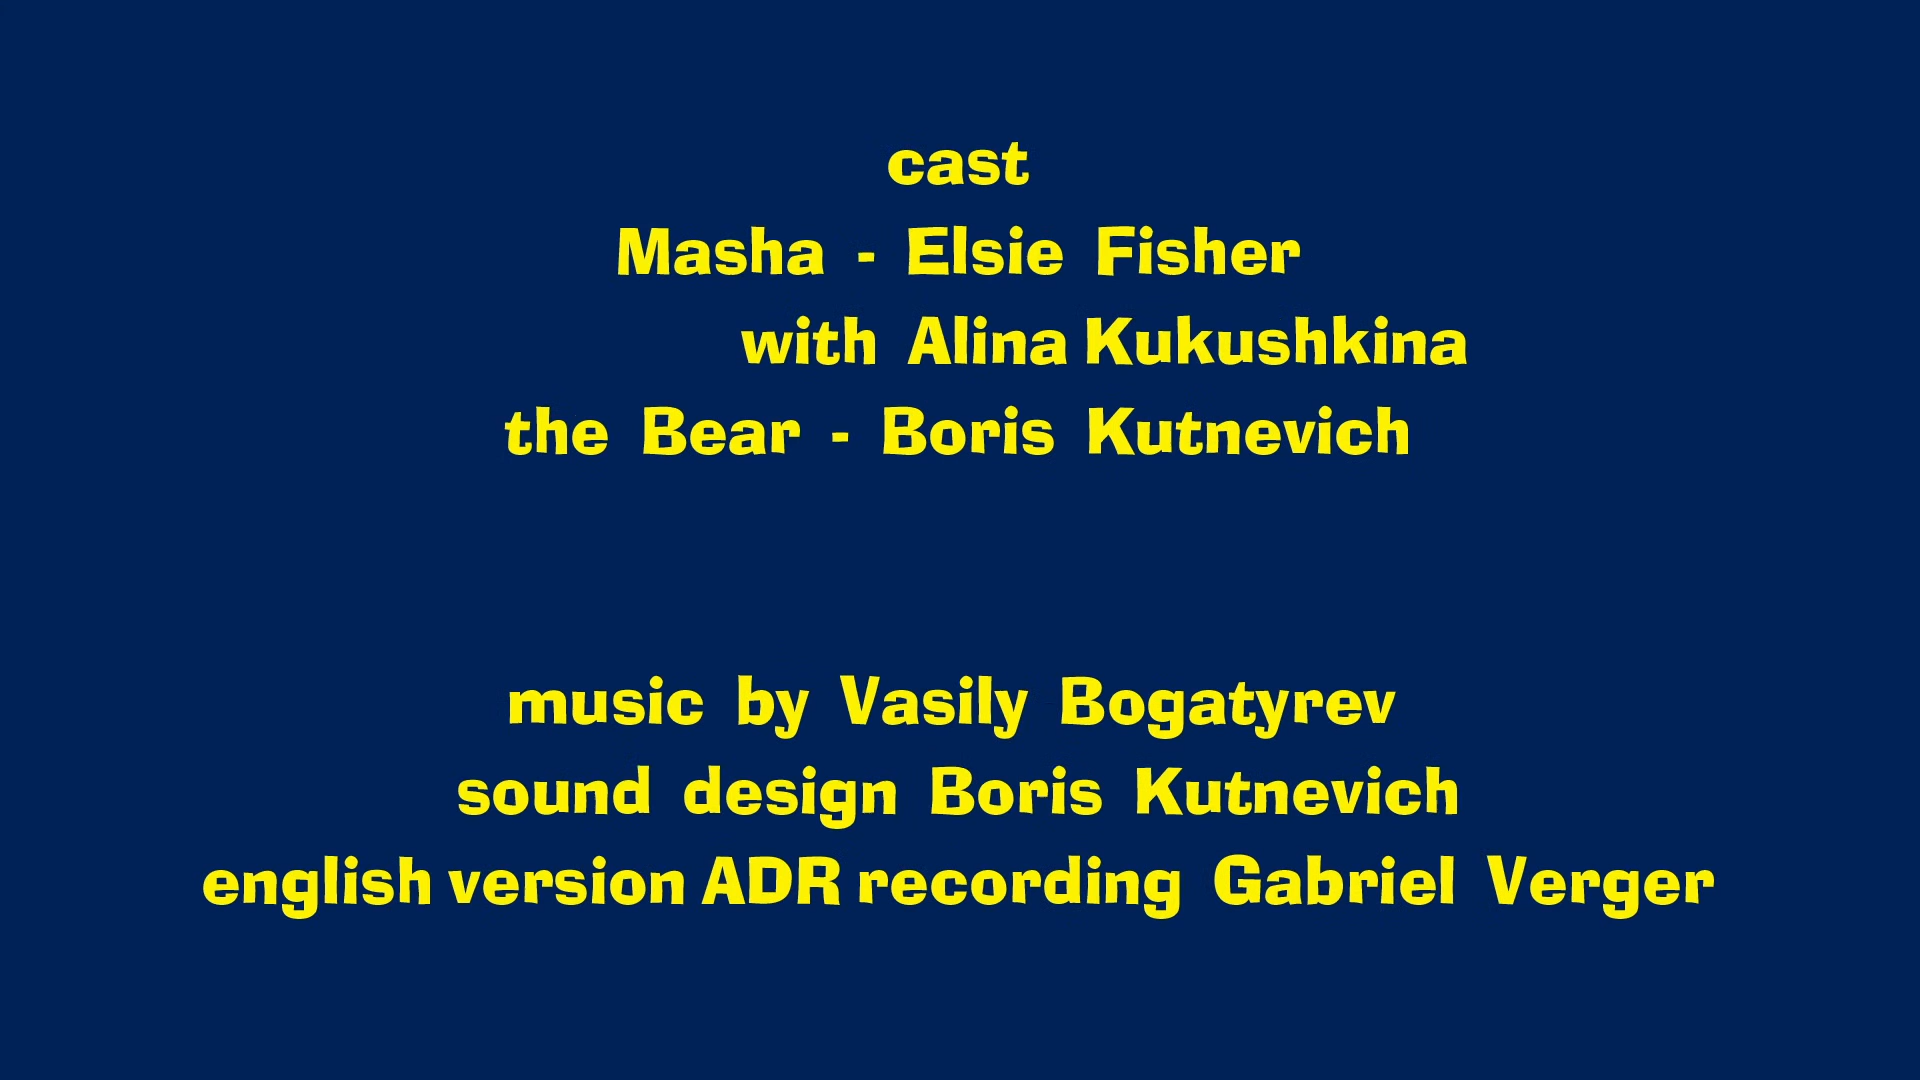 cast
Masha - Elsie Fisher
with Alina Kukushkina
the Bear - Boris Kutnevich
music by Vasily Bogatyrev
sound design Boris Kutnevich
english version ADR recording Gabriel Verger